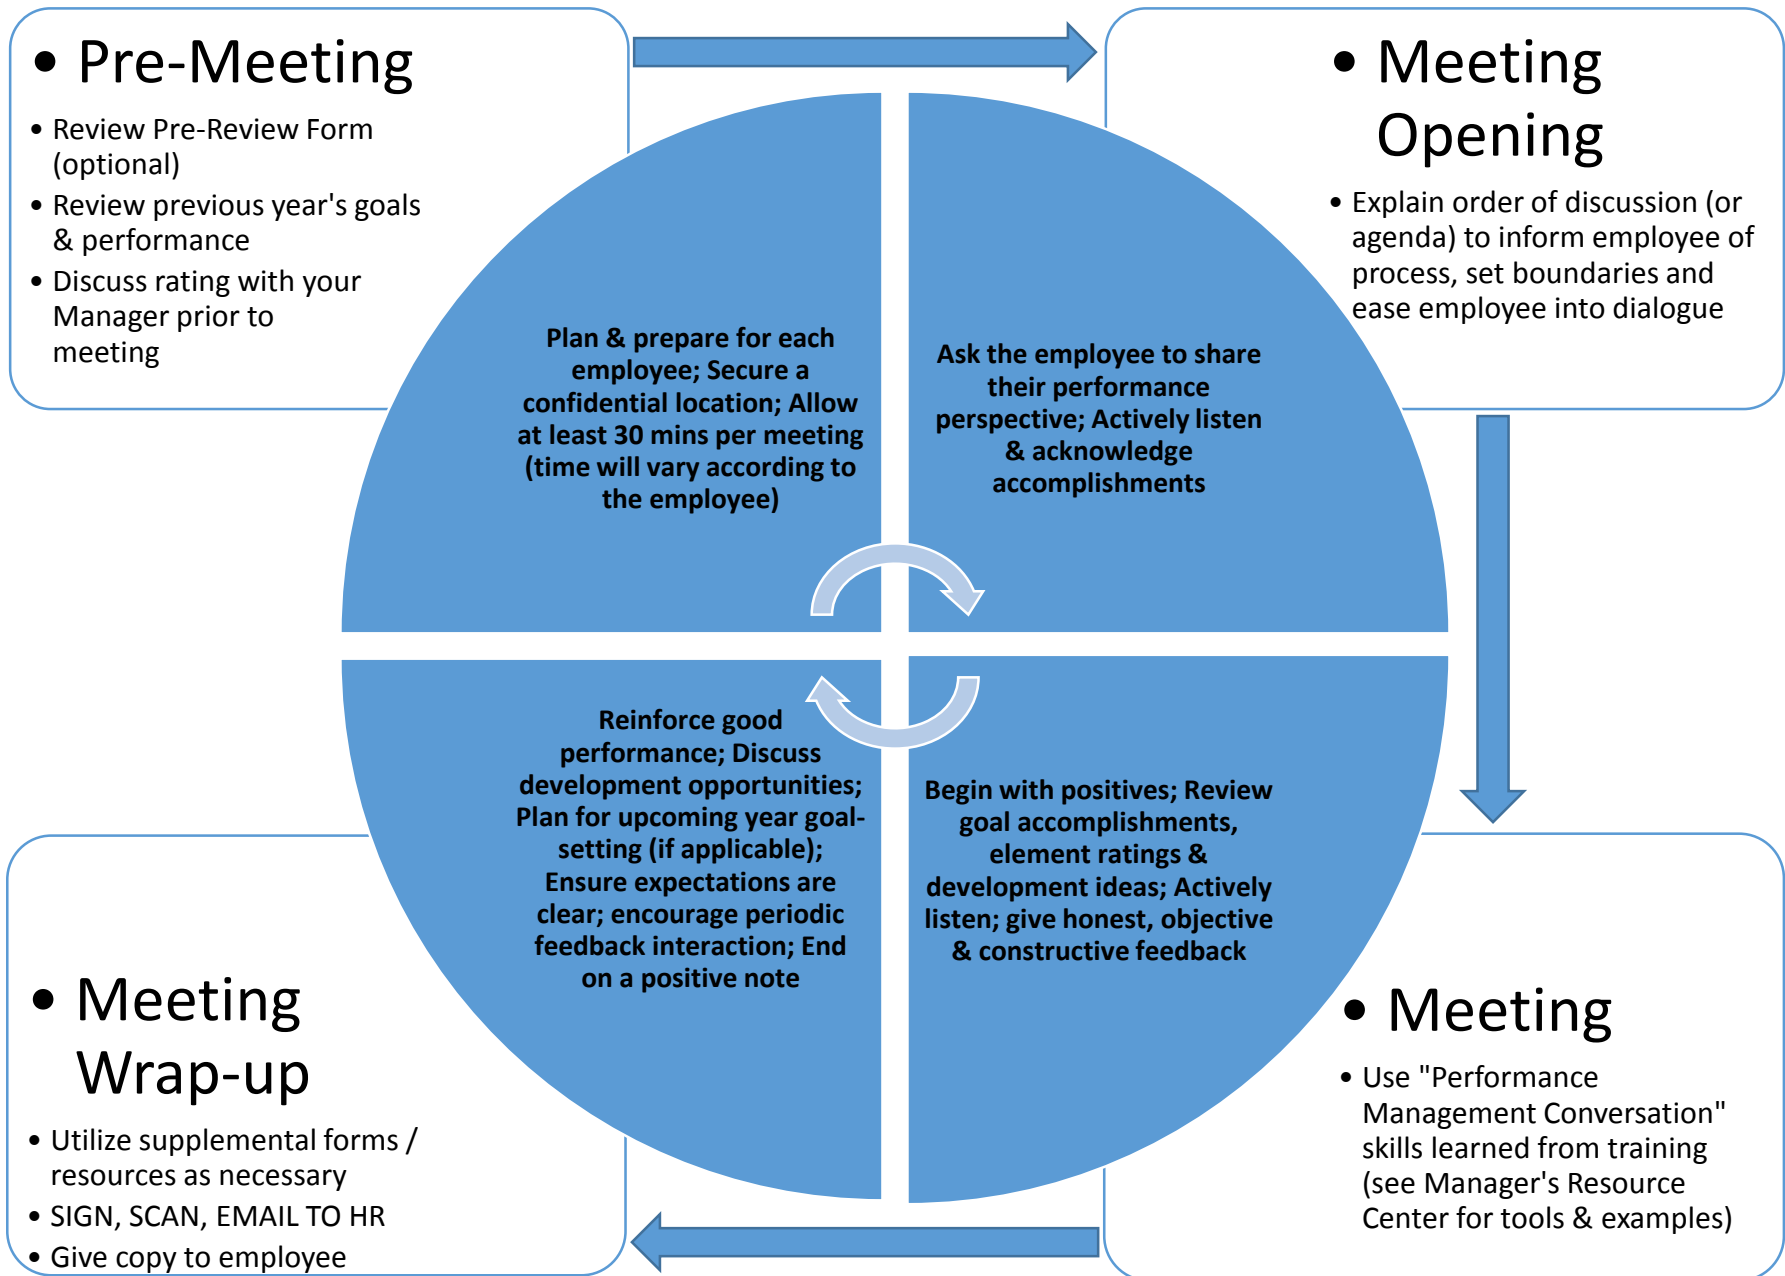 • Pre-Meeting
• Review Pre-Review Form
(optional)
• Review previous year's goals
& performance
• Discuss rating with your
Manager prior to
meeting
• Meeting
Opening
• Explain order of discussion (or
agenda) to inform employee of
process, set boundaries and
ease employee into dialogue
Plan & prepare for each
employee; Secure a
confidential location; Allow
at least 30 mins per meeting
(time will vary according to
the employee)
Ask the employee to share
their performance
perspective; Actively listen
& acknowledge
accomplishments
Reinforce good
performance; Discuss
development opportunities;
Plan for upcoming year goal-
setting (if applicable);
Ensure expectations are
clear; encourage periodic
feedback interaction; End
on a positive note
Begin with positives; Review
goal accomplishments,
element ratings &
development ideas; Actively
listen; give honest, objective
& constructive feedback
• Meeting
Wrap-up
• Utilize supplemental forms /
resources as necessary
• SIGN, SCAN, EMAIL TO HR
• Give copy to employee
• Meeting
• Use "Performance
Management Conversation"
skills learned from training
(see Manager's Resource
Center for tools & examples)